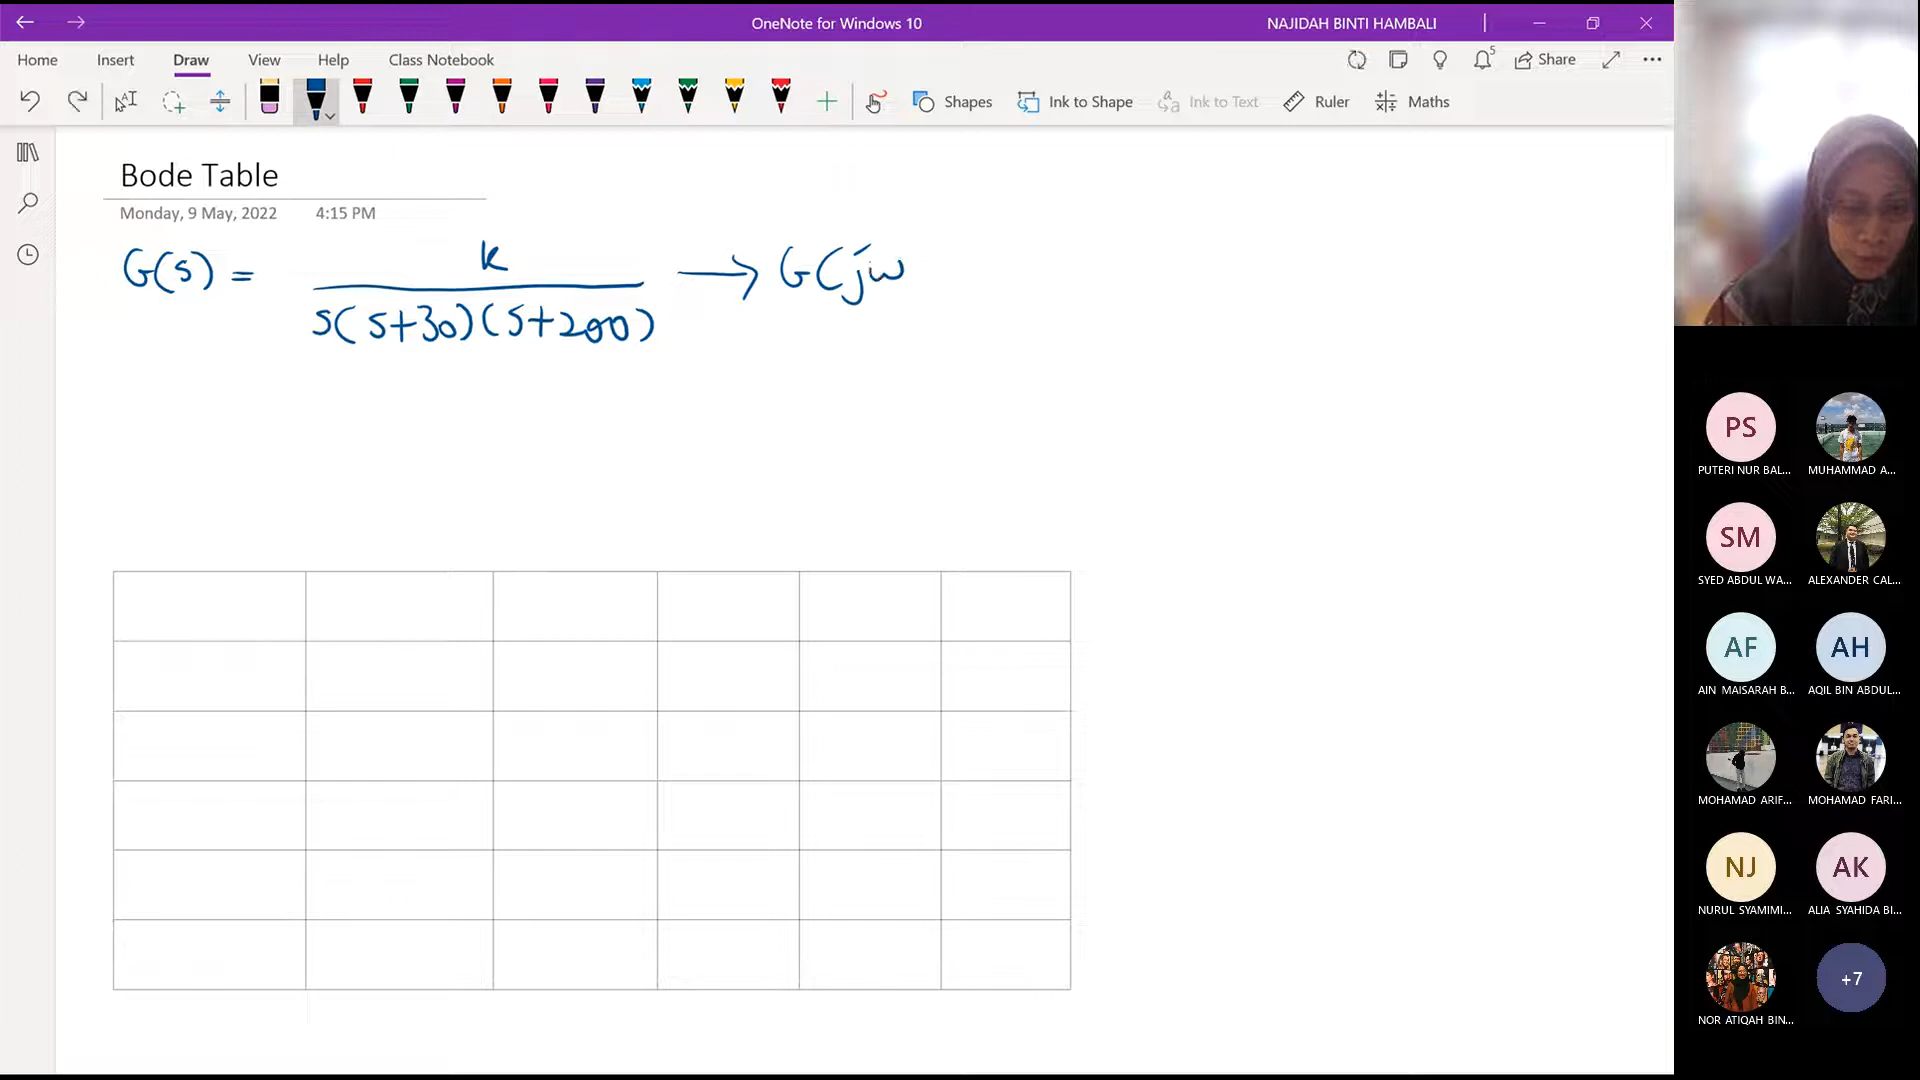 OneNote for Windows 10
NAJIDAH BINTI HAMBALI
Home Insert Draw View Help Class Notebook
5
Share
Shapes
Ink to Shape
Ink to Text
Ruler
Maths
Bode Table
Monday, 9 May, 2022 4:15 PM
G(s) = K / s(s+30)(s+200) → G(jω
PS
PUTERI NUR BAL... MUHAMMAD A...
SM
SYED ABDUL WA... ALEXANDER CAL...
AF AH
AIN MAISARAH B... AQIL BIN ABDUL...
MOHAMAD ARIF... MOHAMAD FARI...
NJ AK
NURUL SYAMIMI... ALIA SYAHIDA BI...
+7
NOR ATIQAH BIN...